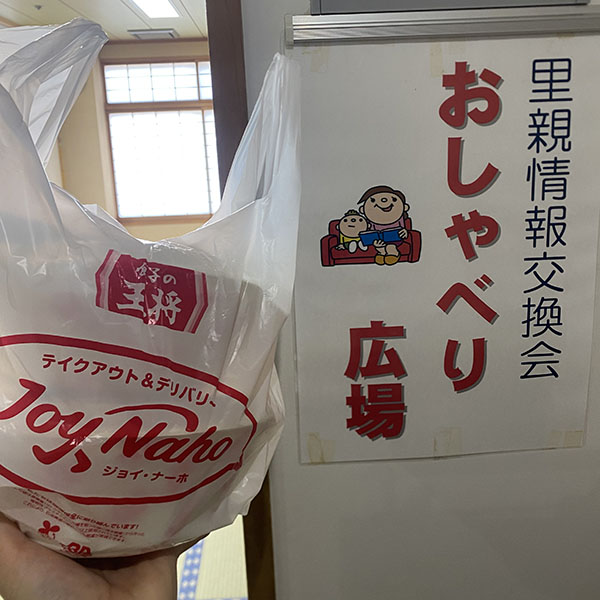 里親情報交換会
おしゃべり
広場
餃子の
王将
テイクアウト&デリバリー
Joy, Naho
ジョイ・ナーホ